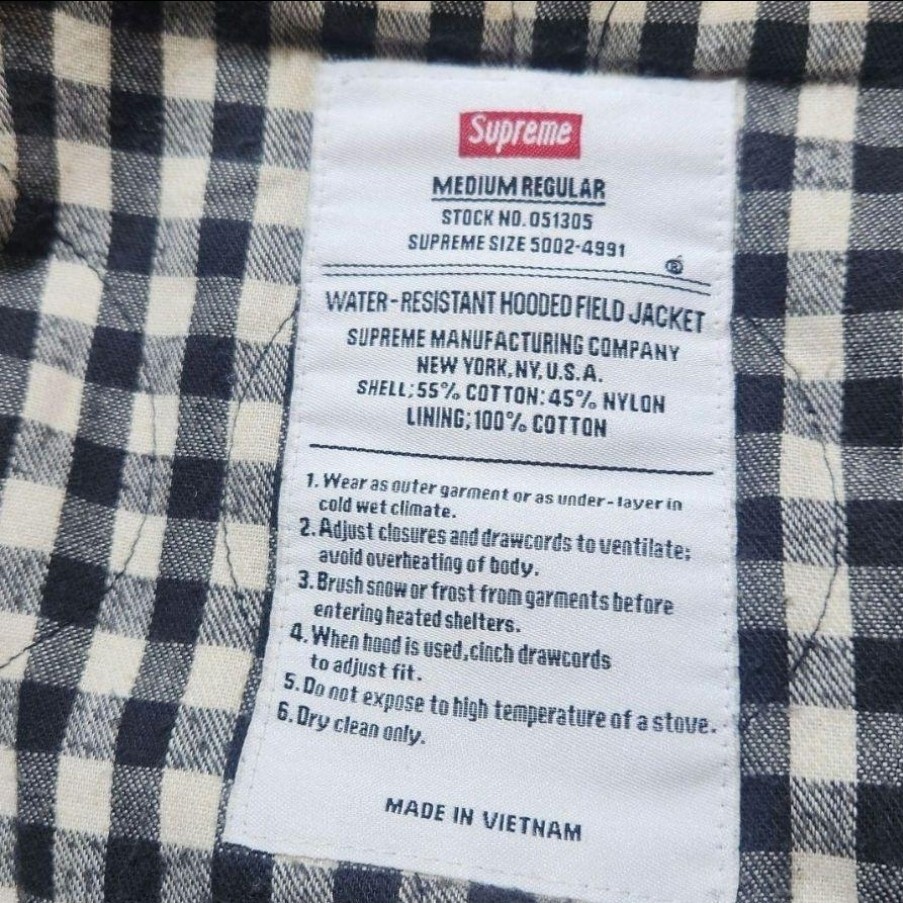 Supreme
MEDIUM REGULAR
STOCK NO. 051305
SUPREME SIZE 5002-4991
®
WATER-RESISTANT HOODED FIELD JACKET
SUPREME MANUFACTURING COMPANY
NEW YORK, NY, U.S.A.
SHELL; 55% COTTON: 45% NYLON
LINING; 100% COTTON
1. Wear as outer garment or as under-layer in
cold wet climate.
2. Adjust closures and drawcords to ventilate;
avoid overheating of body.
3. Brush snow or frost from garments before
entering heated shelters.
4. When hood is used, cinch drawcords
to adjust fit.
5. Do not expose to high temperature of a stove.
6. Dry clean only.
MADE IN VIETNAM